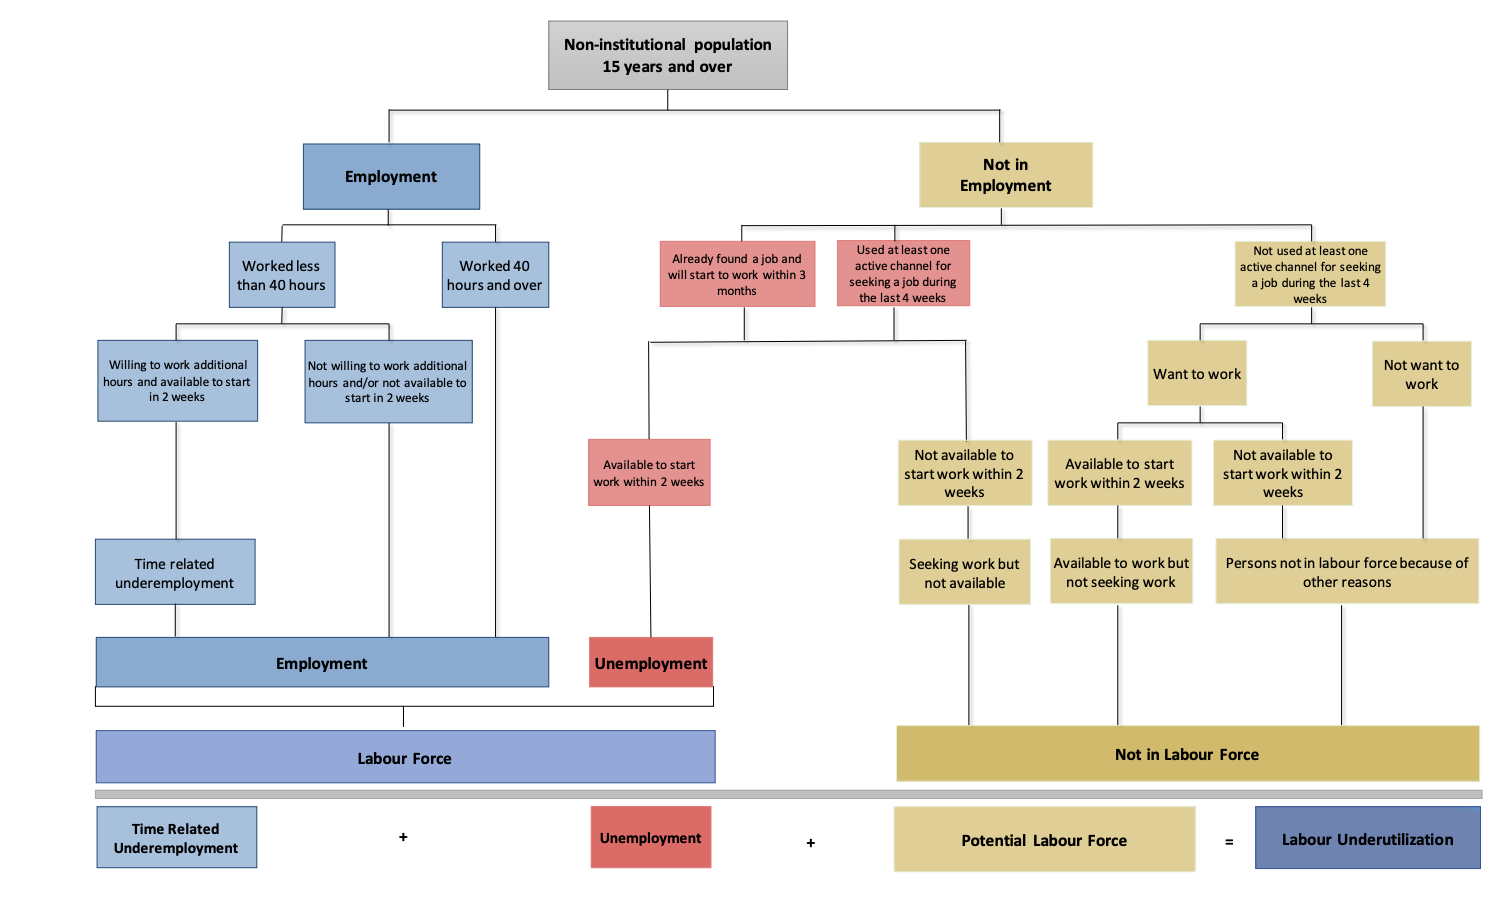 Non-institutional population
15 years and over
Employment
Not in
Employment
Worked less
than 40 hours
Worked 40
hours and over
Already found a job and
will start to work within 3
months
Used at least one
active channel for
seeking a job during
the last 4 weeks
Not used at least one
active channel for seeking
a job during the last 4
weeks
Willing to work additional
hours and available to start
in 2 weeks
Not willing to work additional
hours and/or not available to
start in 2 weeks
Want to work
Not want to
work
Available to start
work within 2 weeks
Not available to
start work within 2
weeks
Available to start
work within 2 weeks
Not available to
start work within 2
weeks
Time related
underemployment
Seeking work but
not available
Available to work but
not seeking work
Persons not in labour force because of
other reasons
Employment
Unemployment
Labour Force
Not in Labour Force
Time Related
Underemployment
+
Unemployment
+
Potential Labour Force
=
Labour Underutilization